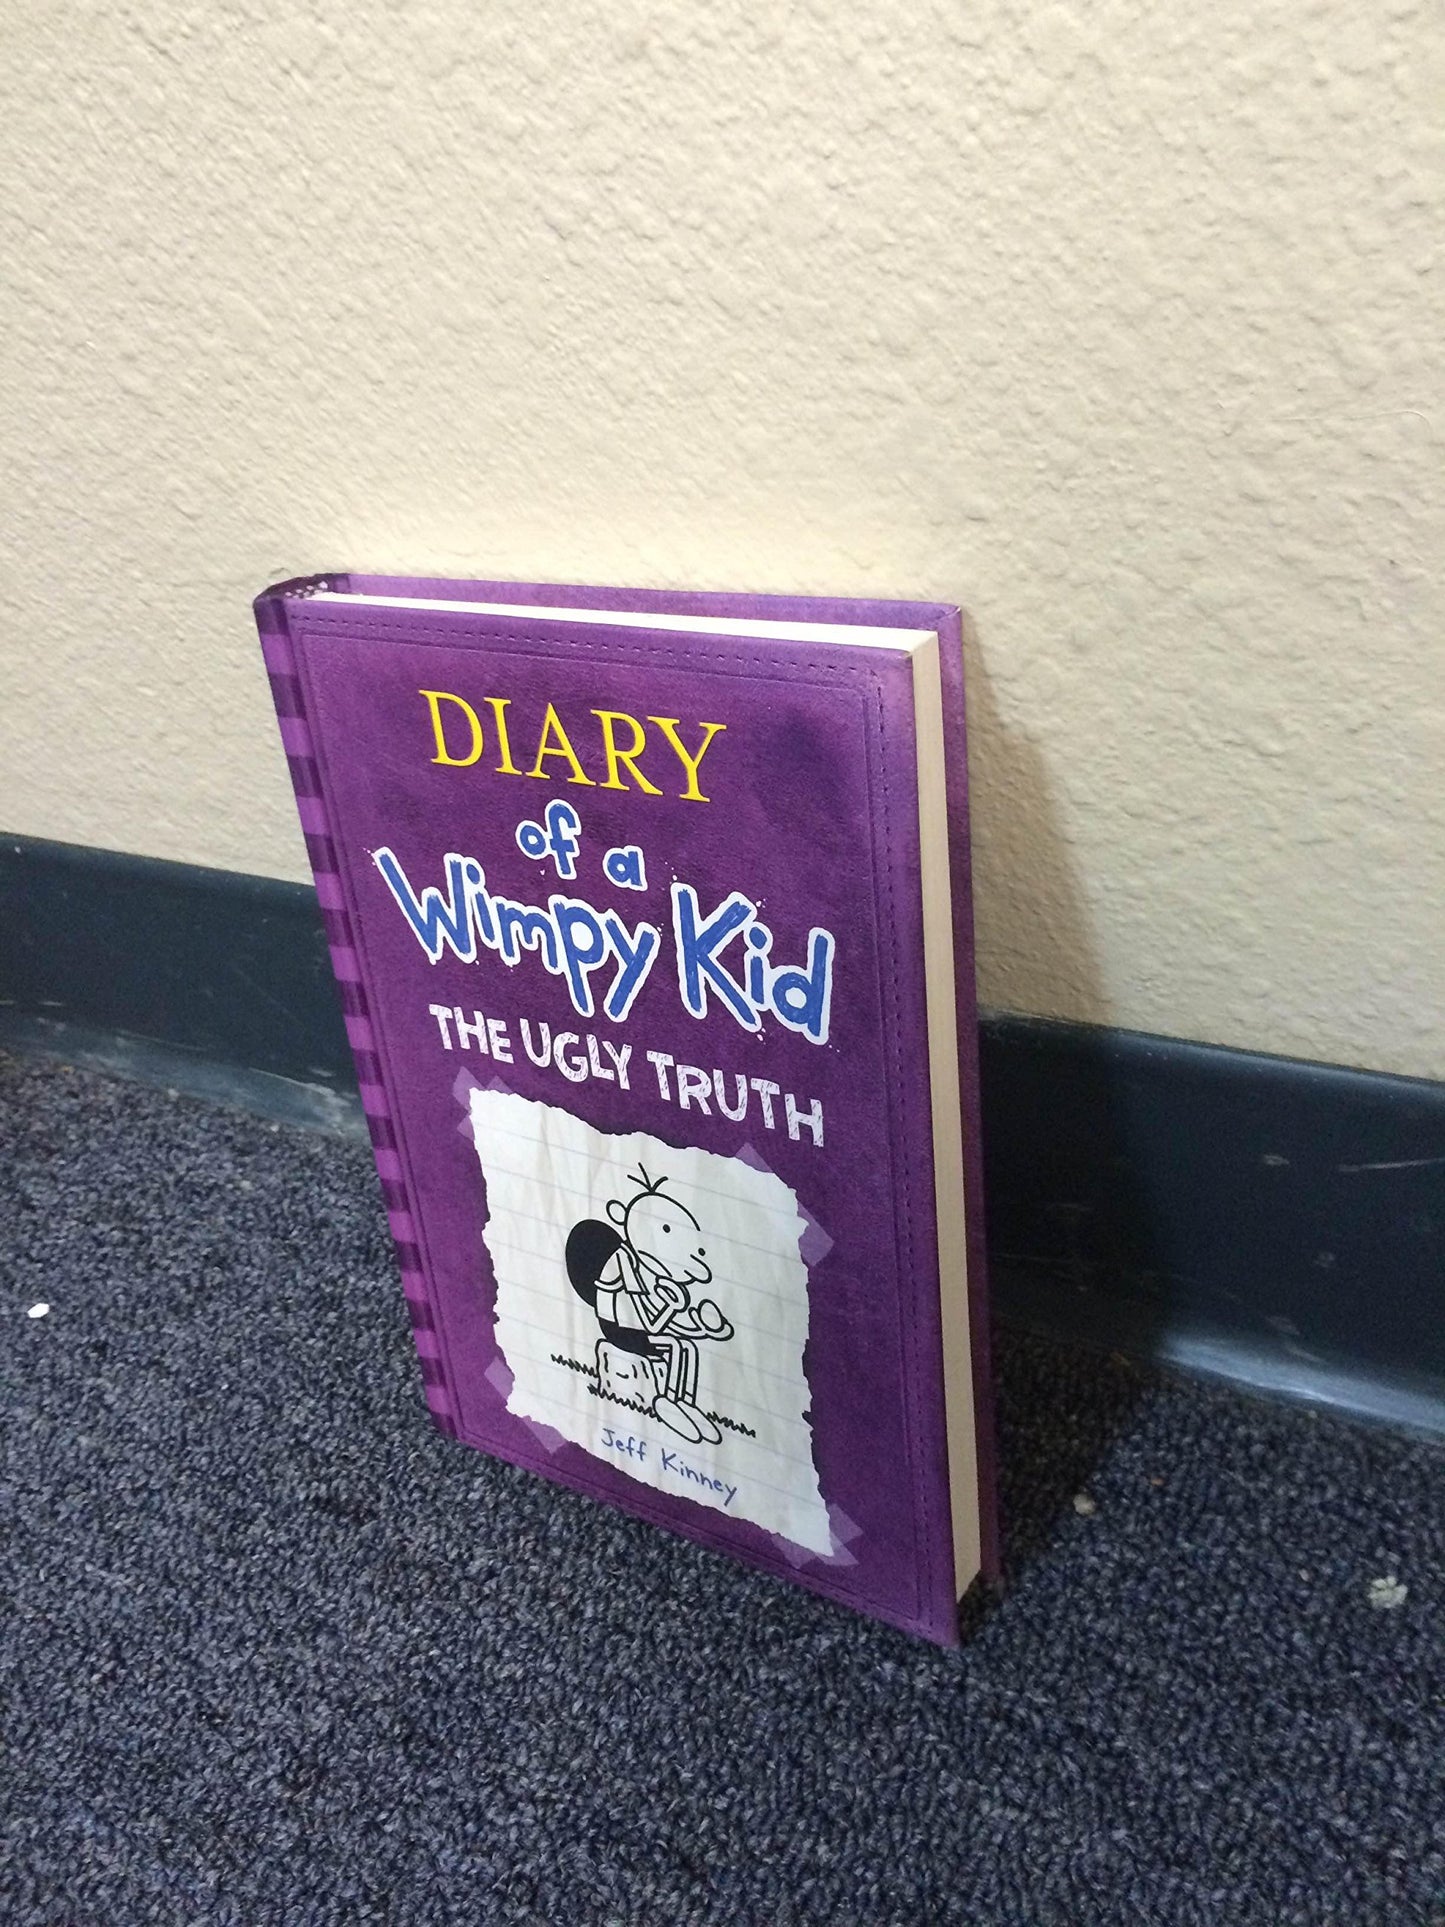 DIARY
of a
Wimpy Kid
THE UGLY TRUTH
Jeff Kinney